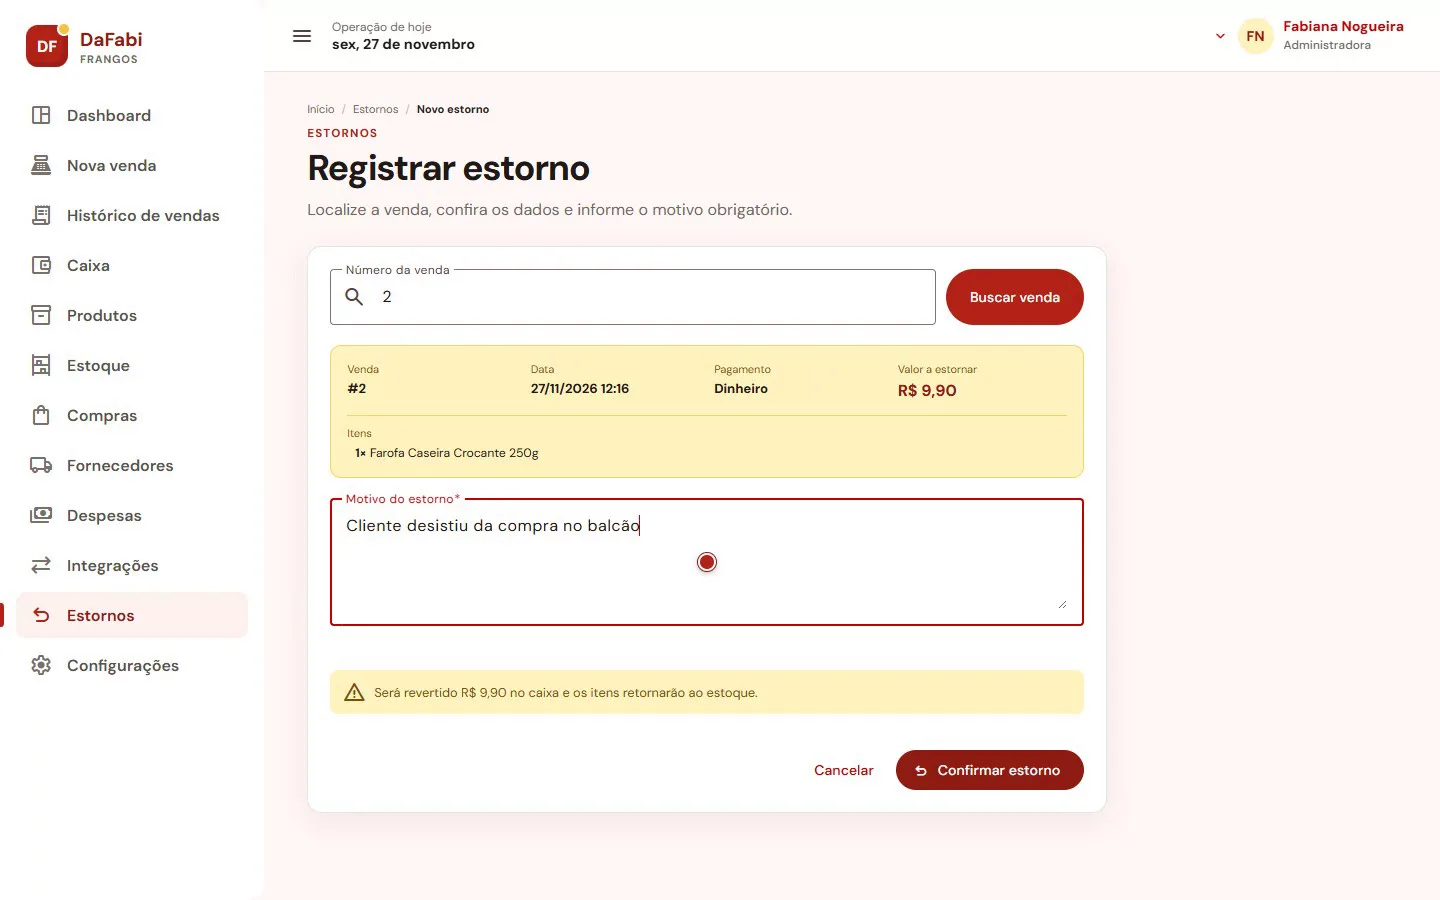 DF
DaFabi
FRANGOS
Dashboard
Nova venda
Histórico de vendas
Caixa
Produtos
Estoque
Compras
Fornecedores
Despesas
Integrações
Estornos
Configurações
Operação de hoje
sex, 27 de novembro
FN
Fabiana Nogueira
Administradora
Início / Estornos / Novo estorno
ESTORNOS
Registrar estorno
Localize a venda, confira os dados e informe o motivo obrigatório.
Número da venda
2
Buscar venda
Venda Data Pagamento Valor a estornar
#2 27/11/2026 12:16 Dinheiro R$ 9,90
Itens
1× Farofa Caseira Crocante 250g
Motivo do estorno*
Cliente desistiu da compra no balcão
Será revertido R$ 9,90 no caixa e os itens retornarão ao estoque.
Cancelar
Confirmar estorno